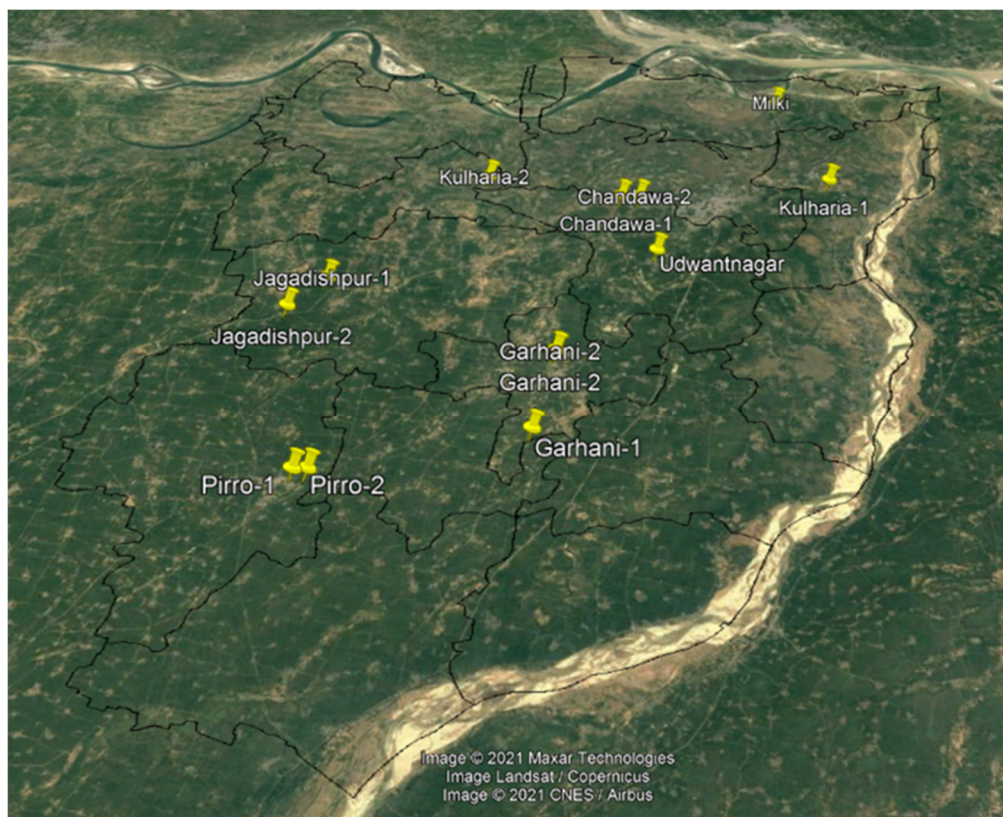 Milki
Kulharia-2
Chandawa-2
Kulharia-1
Chandawa-1
Udwantnagar
Jagadishpur-1
Jagadishpur-2
Garhani-2
Garhani-2
Garhani-1
Pirro-1
Pirro-2
Image © 2021 Maxar Technologies
Image Landsat / Copernicus
Image © 2021 CNES / Airbus